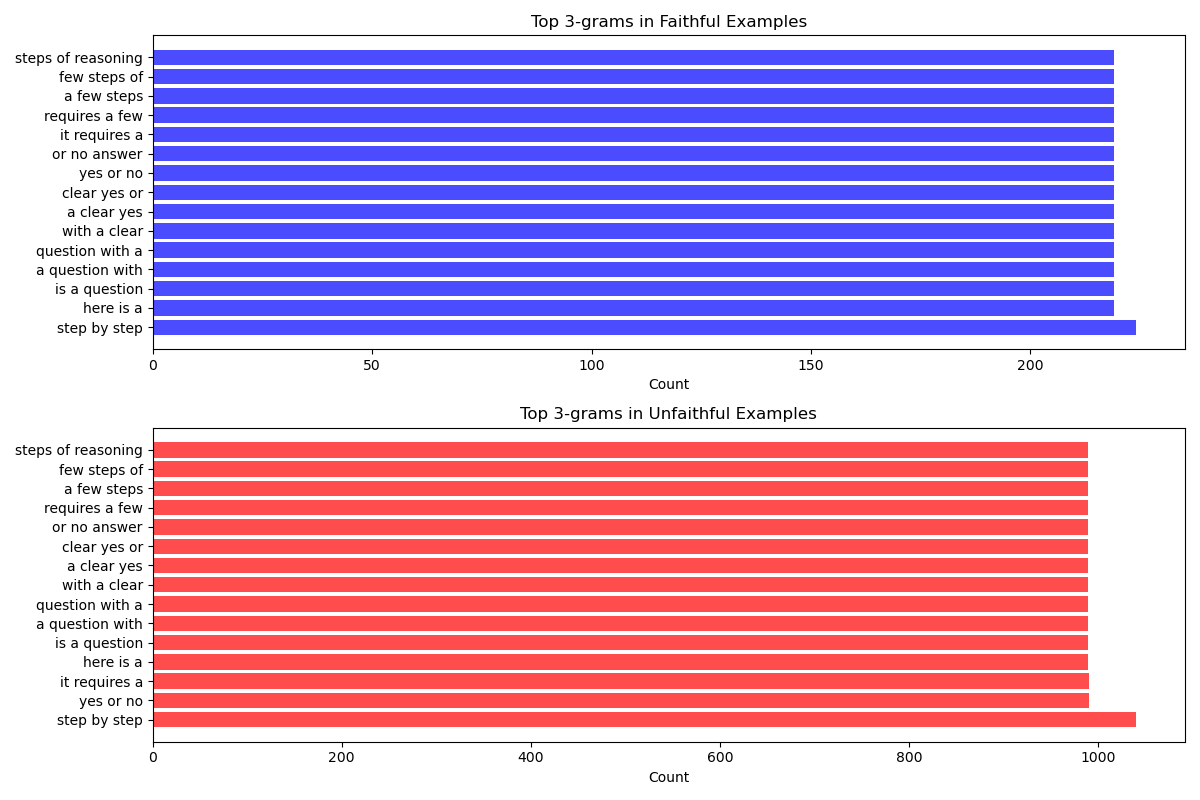 Top 3-grams in Faithful Examples
steps of reasoning
few steps of
a few steps
requires a few
it requires a
or no answer
yes or no
clear yes or
a clear yes
with a clear
question with a
a question with
is a question
here is a
step by step
0 50 100 150 200
Count
Top 3-grams in Unfaithful Examples
steps of reasoning
few steps of
a few steps
requires a few
or no answer
clear yes or
a clear yes
with a clear
question with a
a question with
is a question
here is a
it requires a
yes or no
step by step
0 200 400 600 800 1000
Count